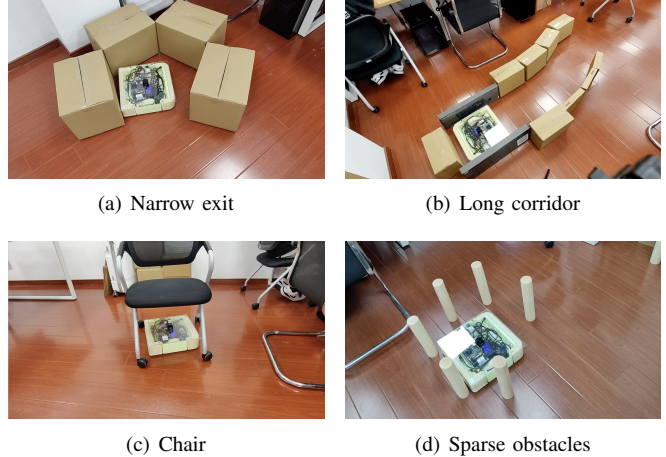 (a) Narrow exit
(b) Long corridor
(c) Chair
(d) Sparse obstacles